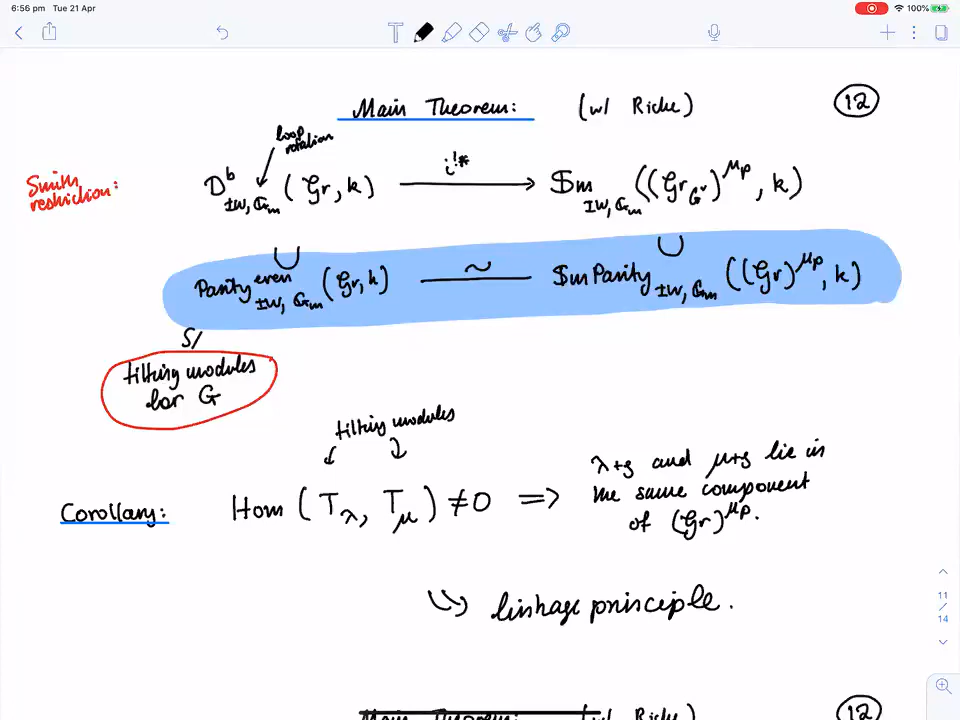 6:56 pm Tue 21 Apr
100%
Main Theorem: (w/ Riche) 12
loop rotation
Smith restriction:
D^b_{IW, 𝔾_m} (Gr, k) ⟶^{i^{!*}} $m_{IW, 𝔾_m} ((Gr_{G^∨})^{μ_p}, k)
∪ ∪
Parity^{even}_{IW, 𝔾_m} (Gr, k) —~— $m Parity_{IW, 𝔾_m} ((Gr)^{μ_p}, k)
S/
tilting modules
for G
tilting modules
Corollary: Hom (T_λ, T_μ) ≠ 0 ⟹
λ+ς and μ+ς lie in
the same component
of (Gr)^{μ_p}.
↪ linkage principle.
11
/
14
Main Theorem: (w/ Riche) 12